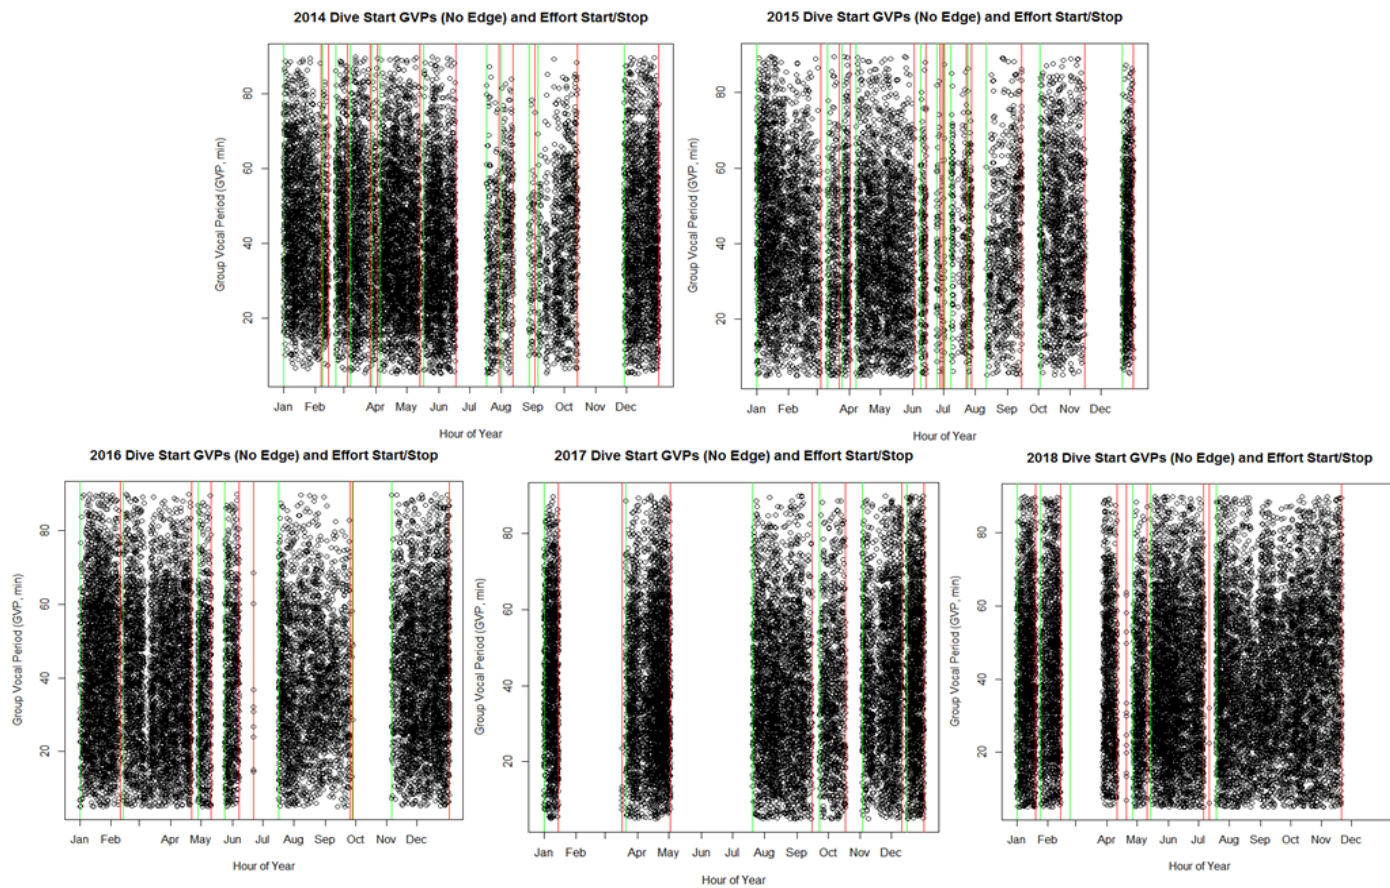 2014 Dive Start GVPs (No Edge) and Effort Start/Stop
Group Vocal Period (GVP, min)
80
60
40
20
Jan Feb Apr May Jun Jul Aug Sep Oct Nov Dec
Hour of Year
2015 Dive Start GVPs (No Edge) and Effort Start/Stop
Group Vocal Period (GVP, min)
80
60
40
20
Jan Feb Apr May Jun Jul Aug Sep Oct Nov Dec
Hour of Year
2016 Dive Start GVPs (No Edge) and Effort Start/Stop
Group Vocal Period (GVP, min)
80
60
40
20
Jan Feb Apr May Jun Jul Aug Sep Oct Nov Dec
Hour of Year
2017 Dive Start GVPs (No Edge) and Effort Start/Stop
Group Vocal Period (GVP, min)
80
60
40
20
Jan Feb Apr May Jun Jul Aug Sep Oct Nov Dec
Hour of Year
2018 Dive Start GVPs (No Edge) and Effort Start/Stop
Group Vocal Period (GVP, min)
80
60
40
20
Jan Feb Apr May Jun Jul Aug Sep Oct Nov Dec
Hour of Year